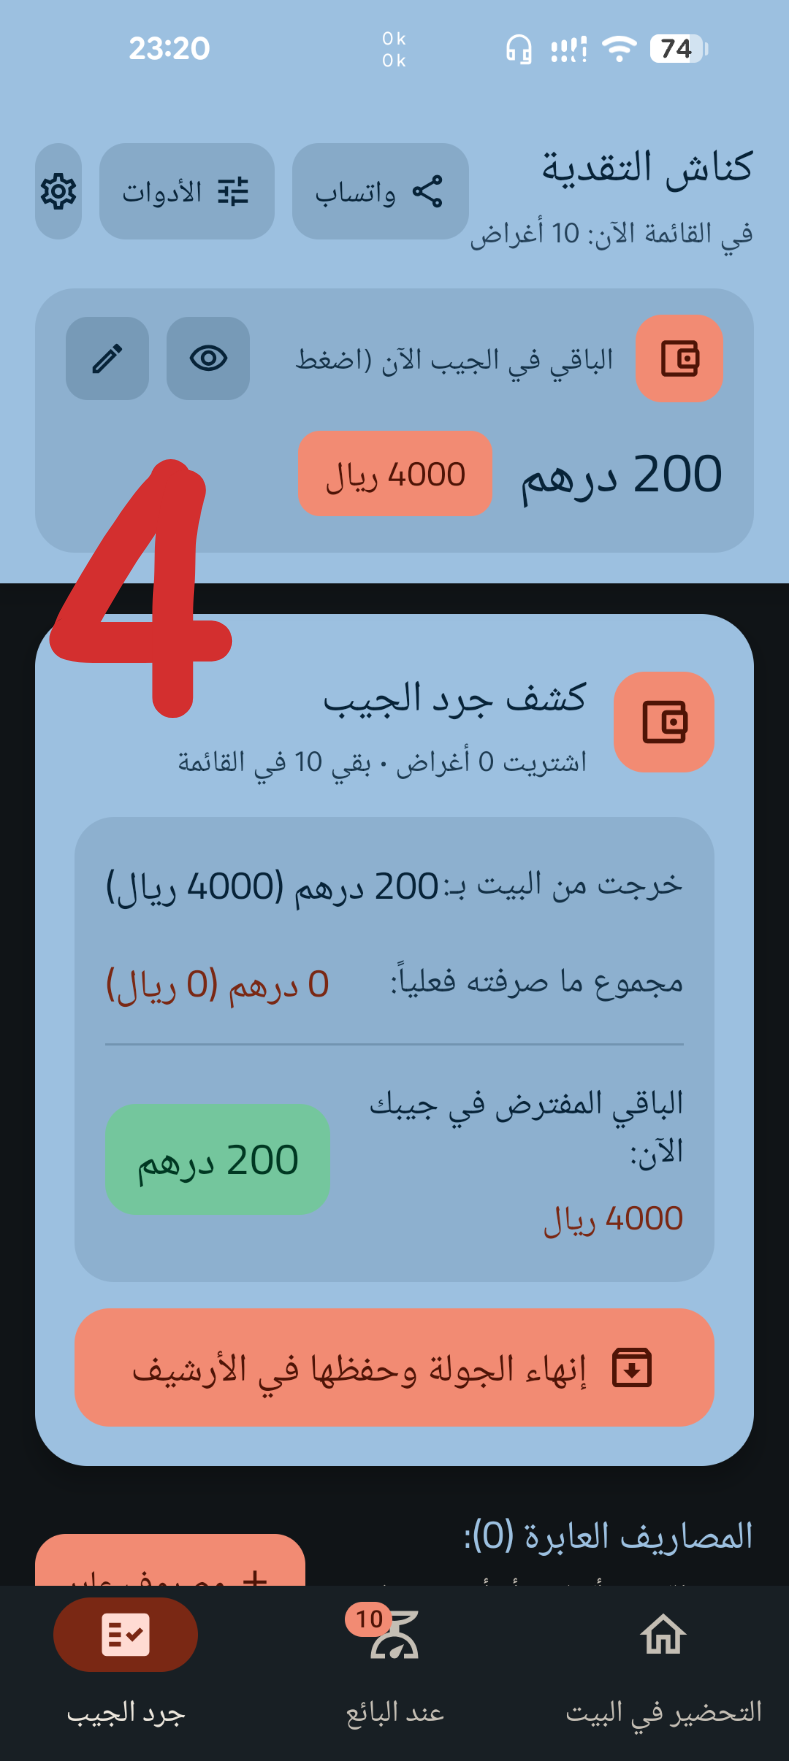 23:20
0k
0k
74
كناش التقدية
في القائمة الآن: 10 أغراض
واتساب
الأدوات
الباقي في الجيب الآن (اضغط
200 درهم
4000 ريال
4
كشف جرد الجيب
اشتريت 0 أغراض • بقي 10 في القائمة
خرجت من البيت بـ: 200 درهم (4000 ريال)
مجموع ما صرفته فعلياً: 0 درهم (0 ريال)
الباقي المفترض في جيبك
الآن:
200 درهم
4000 ريال
إنهاء الجولة وحفظها في الأرشيف
المصاريف العابرة (0):
التحضير في البيت
10
عند البائع
جرد الجيب